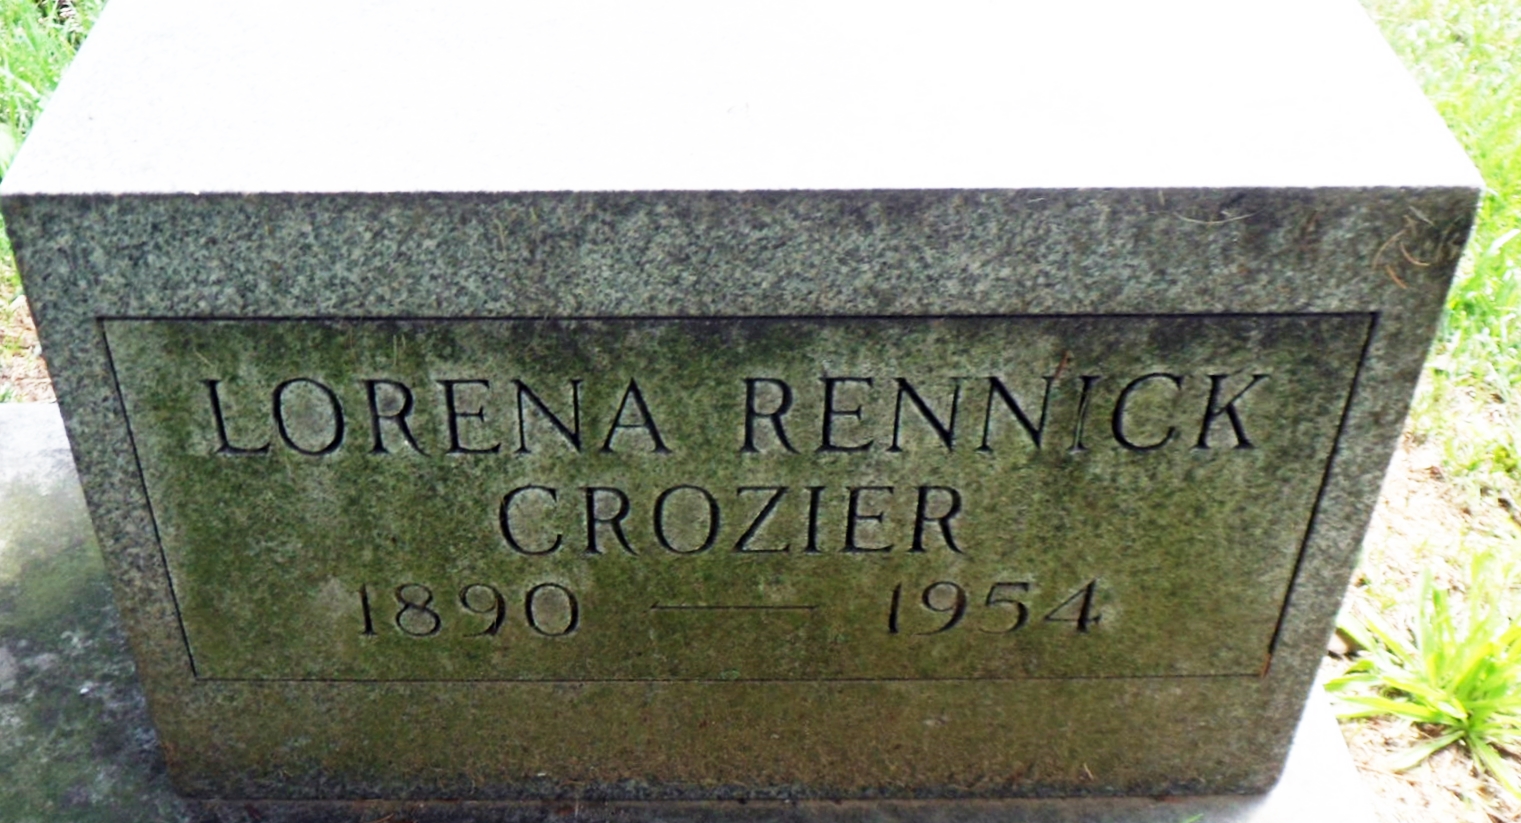 LORENA RENNICK
CROZIER
1890 — 1954